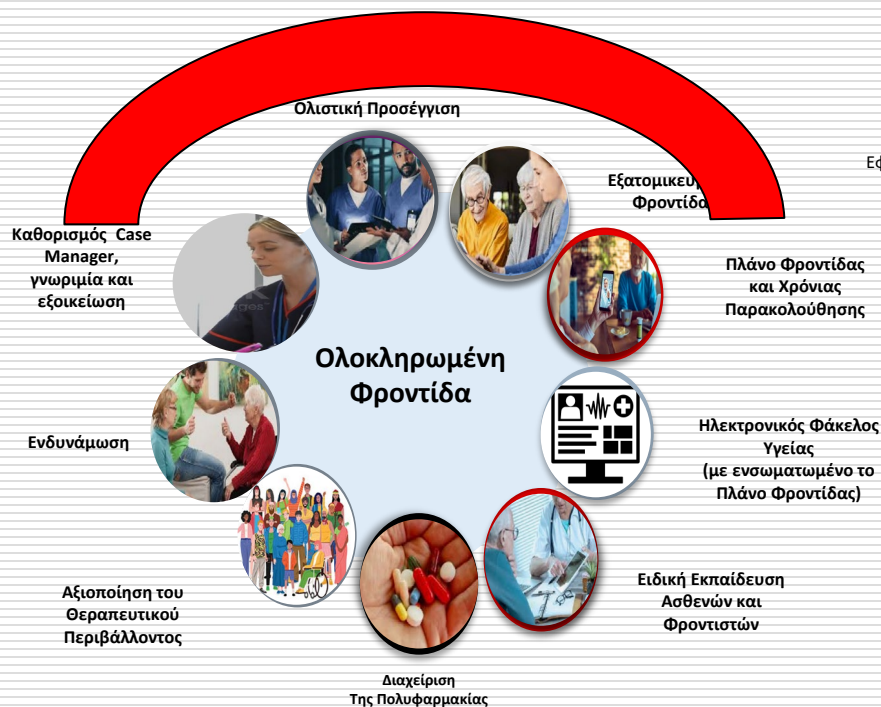 Ολιστική Προσέγγιση
Εφ
Φροντίδα
Καθορισμός Case
Manager,
γνωριμία και
εξοικείωση
Πλάνο Φροντίδας
και Χρόνιας
Παρακολούθησης
Ολοκληρωμένη
Φροντίδα
Ενδυνάμωση
Ηλεκτρονικός Φάκελος
Υγείας
(με ενσωματωμένο το
Πλάνο Φροντίδας)
Αξιοποίηση του
Θεραπευτικού
Περιβάλλοντος
Ειδική Εκπαίδευση
Ασθενών και
Φροντιστών
Διαχείριση
Της Πολυφαρμακίας